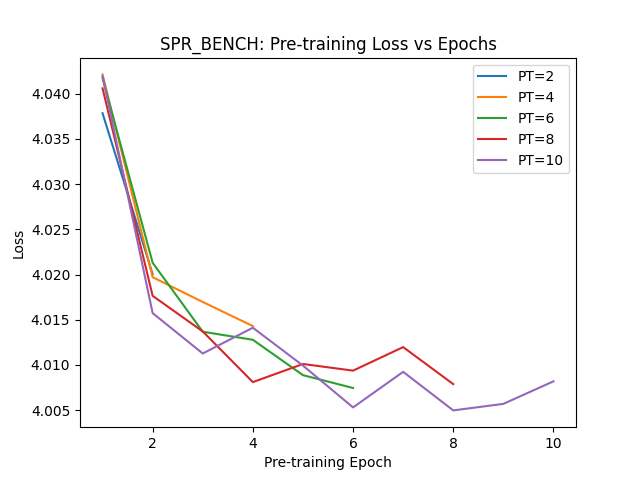 SPR_BENCH: Pre-training Loss vs Epochs
PT=2
PT=4
PT=6
PT=8
PT=10
Loss
4.040
4.035
4.030
4.025
4.020
4.015
4.010
4.005
2
4
6
8
10
Pre-training Epoch